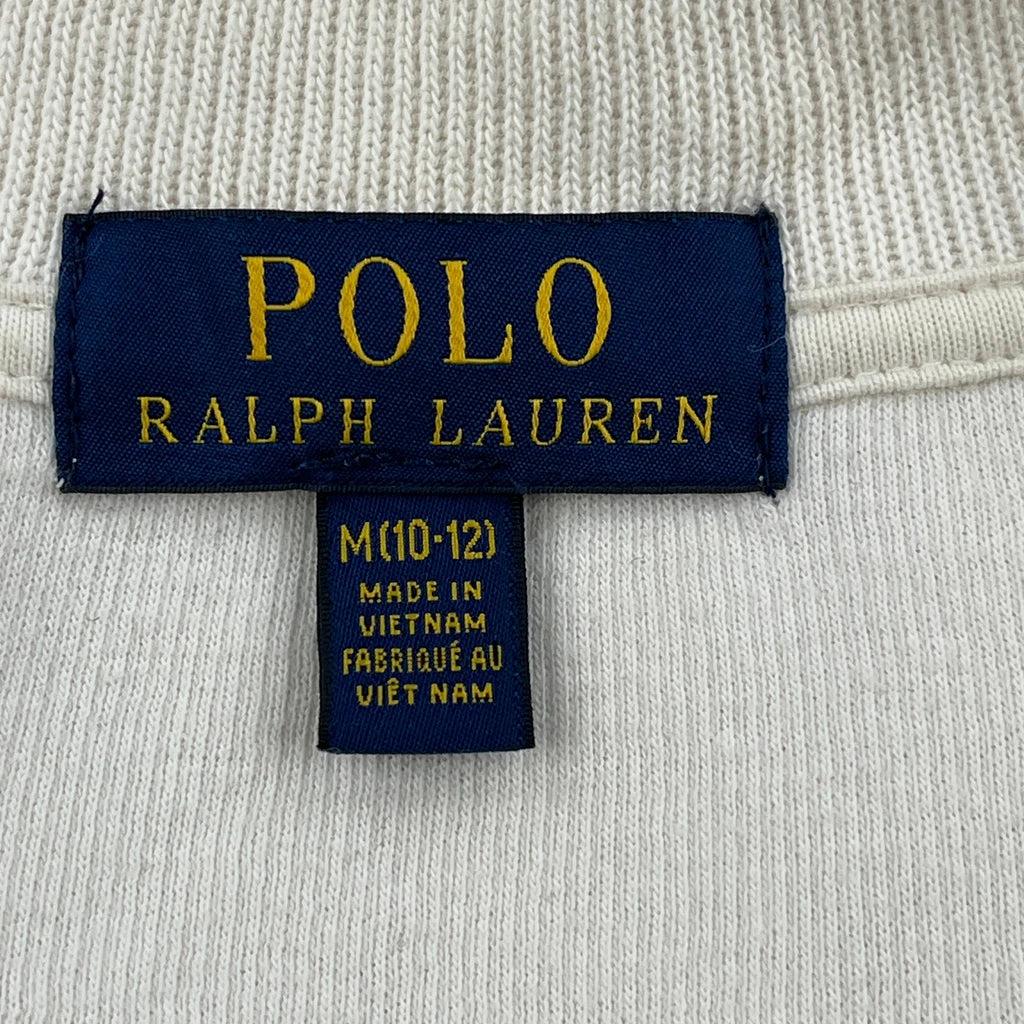 POLO
RALPH LAUREN
M(10-12)
MADE IN
VIETNAM
FABRIQUÉ AU
VIÊT NAM